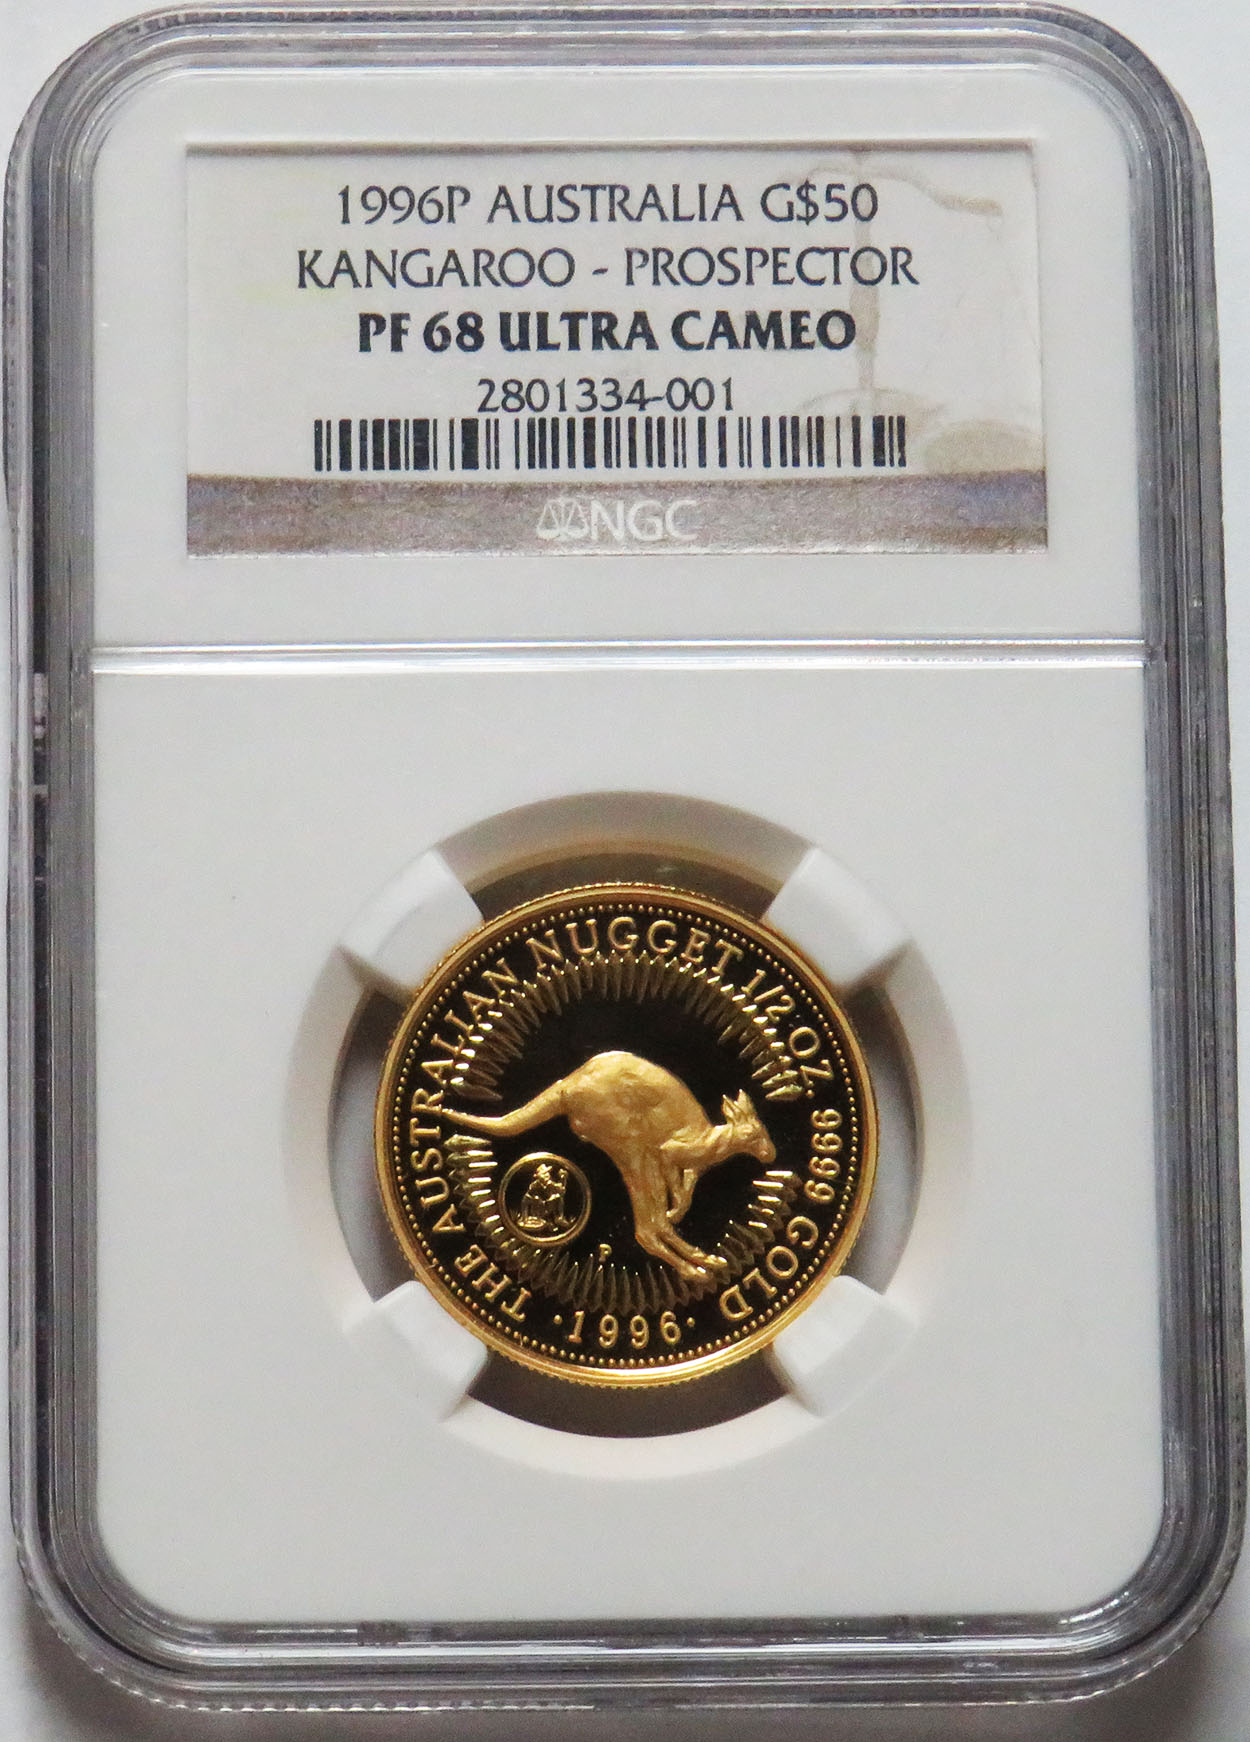 1996P AUSTRALIA G$50
KANGAROO - PROSPECTOR
PF 68 ULTRA CAMEO
2801334-001
NGC
THE AUSTRALIAN NUGGET 1/2 OZ. 9999 GOLD
P
·1996·